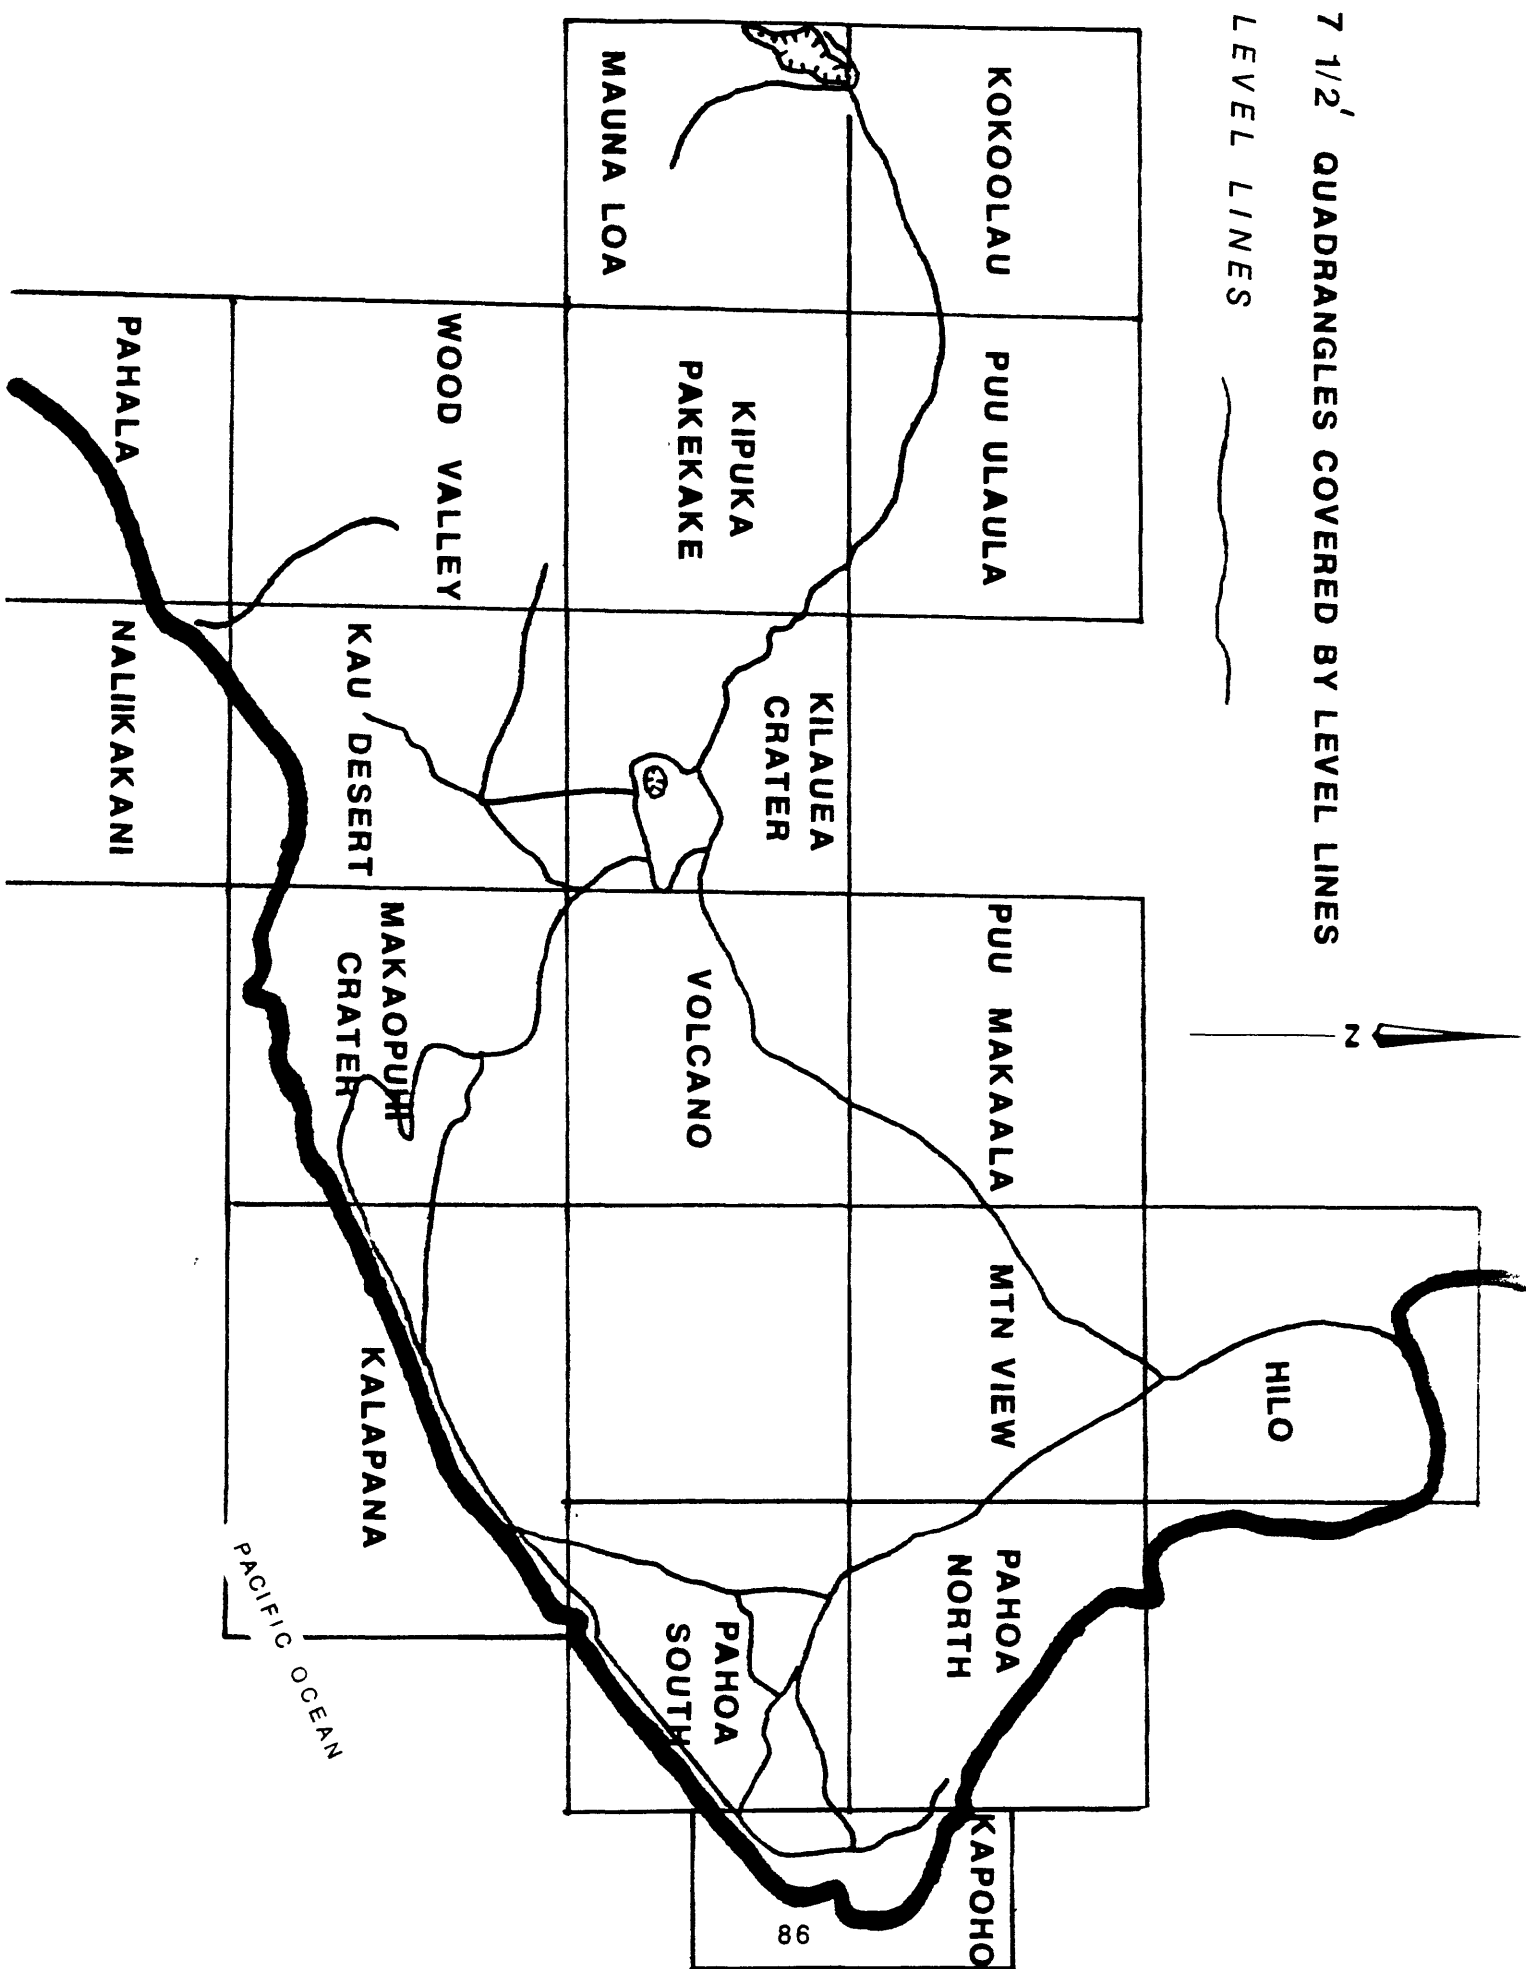 7 1/2' QUADRANGLES COVERED BY LEVEL LINES
LEVEL LINES
N
KOKOOLAU
PUU ULAULA
PUU MAKAALA
MTN VIEW
HILO
PAHOA
NORTH
KAPOHO
MAUNA LOA
KIPUKA
PAKEKAKE
KILAUEA
CRATER
VOLCANO
PAHOA
SOUTH
WOOD VALLEY
KAU DESERT
MAKAOPUHI
CRATER
KALAPANA
PAHALA
NALIIKAKANI
PACIFIC OCEAN
86